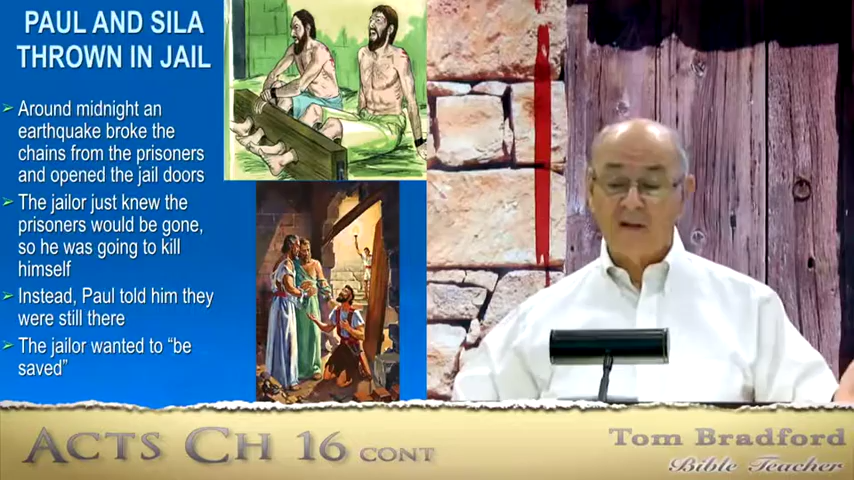 PAUL AND SILA
THROWN IN JAIL
➢ Around midnight an
earthquake broke the
chains from the prisoners
and opened the jail doors
➢ The jailor just knew the
prisoners would be gone,
so he was going to kill
himself
➢ Instead, Paul told him they
were still there
➢ The jailor wanted to “be
saved”
ACTS CH 16 CONT
Tom Bradford
Bible Teacher